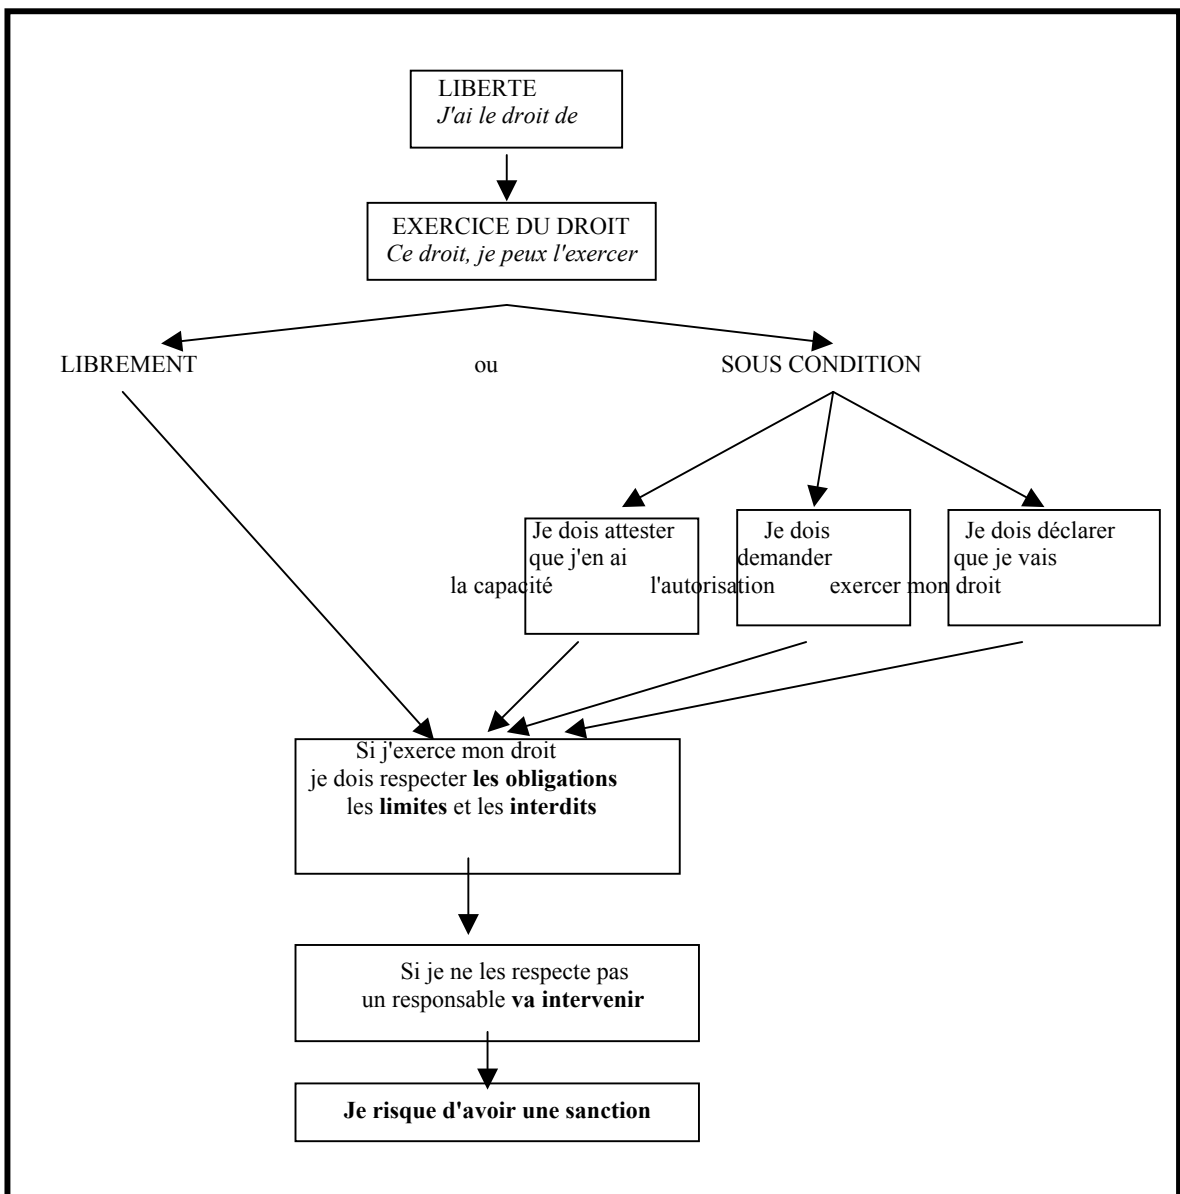 LIBERTE
J'ai le droit de
EXERCICE DU DROIT
Ce droit, je peux l'exercer
LIBREMENT ou SOUS CONDITION
Je dois attester Je dois Je dois déclarer
que j'en ai demander que je vais
la capacité l'autorisation exercer mon droit
Si j'exerce mon droit
je dois respecter les obligations
les limites et les interdits
Si je ne les respecte pas
un responsable va intervenir
Je risque d'avoir une sanction